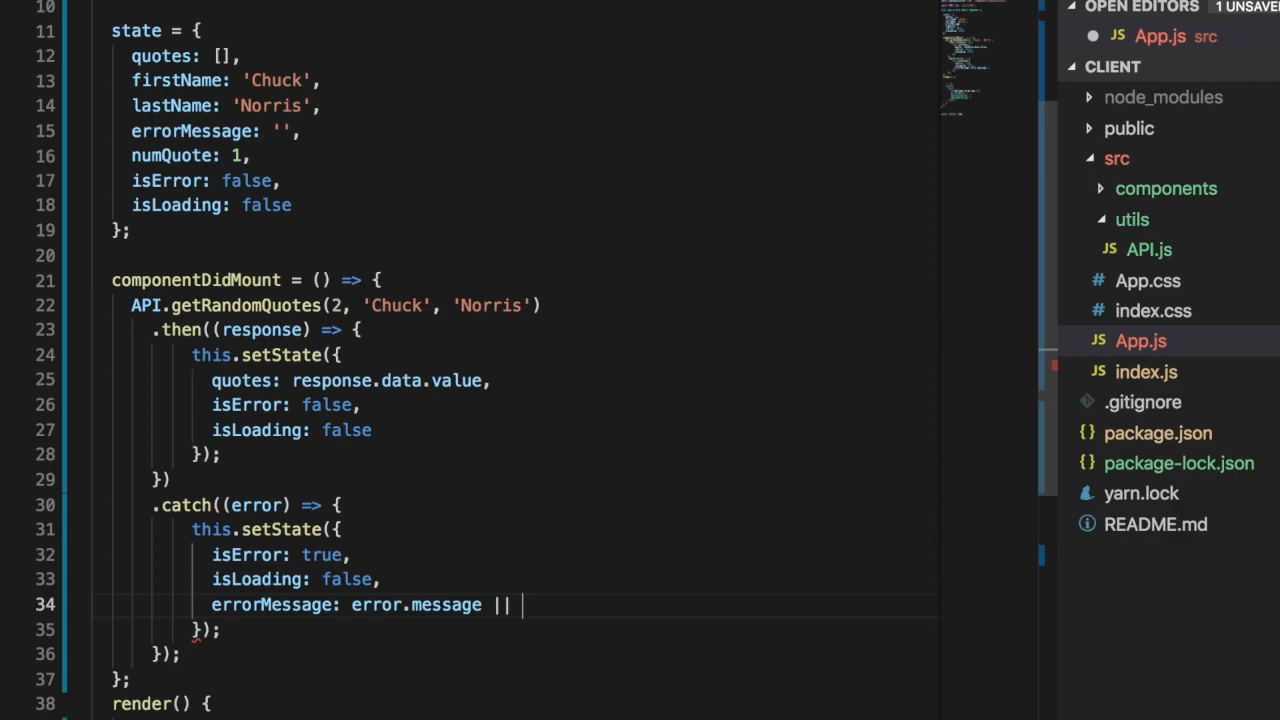 10
11 state = {
12 quotes: [],
13 firstName: 'Chuck',
14 lastName: 'Norris',
15 errorMessage: '',
16 numQuote: 1,
17 isError: false,
18 isLoading: false
19 };
20
21 componentDidMount = () => {
22 API.getRandomQuotes(2, 'Chuck', 'Norris')
23 .then((response) => {
24 this.setState({
25 quotes: response.data.value,
26 isError: false,
27 isLoading: false
28 });
29 })
30 .catch((error) => {
31 this.setState({
32 isError: true,
33 isLoading: false,
34 errorMessage: error.message ||
35 });
36 });
37 };
38 render() {
OPEN EDITORS 1 UNSAVED
JS App.js src
CLIENT
node_modules
public
src
components
utils
JS API.js
# App.css
# index.css
JS App.js
JS index.js
.gitignore
{} package.json
{} package-lock.json
yarn.lock
README.md